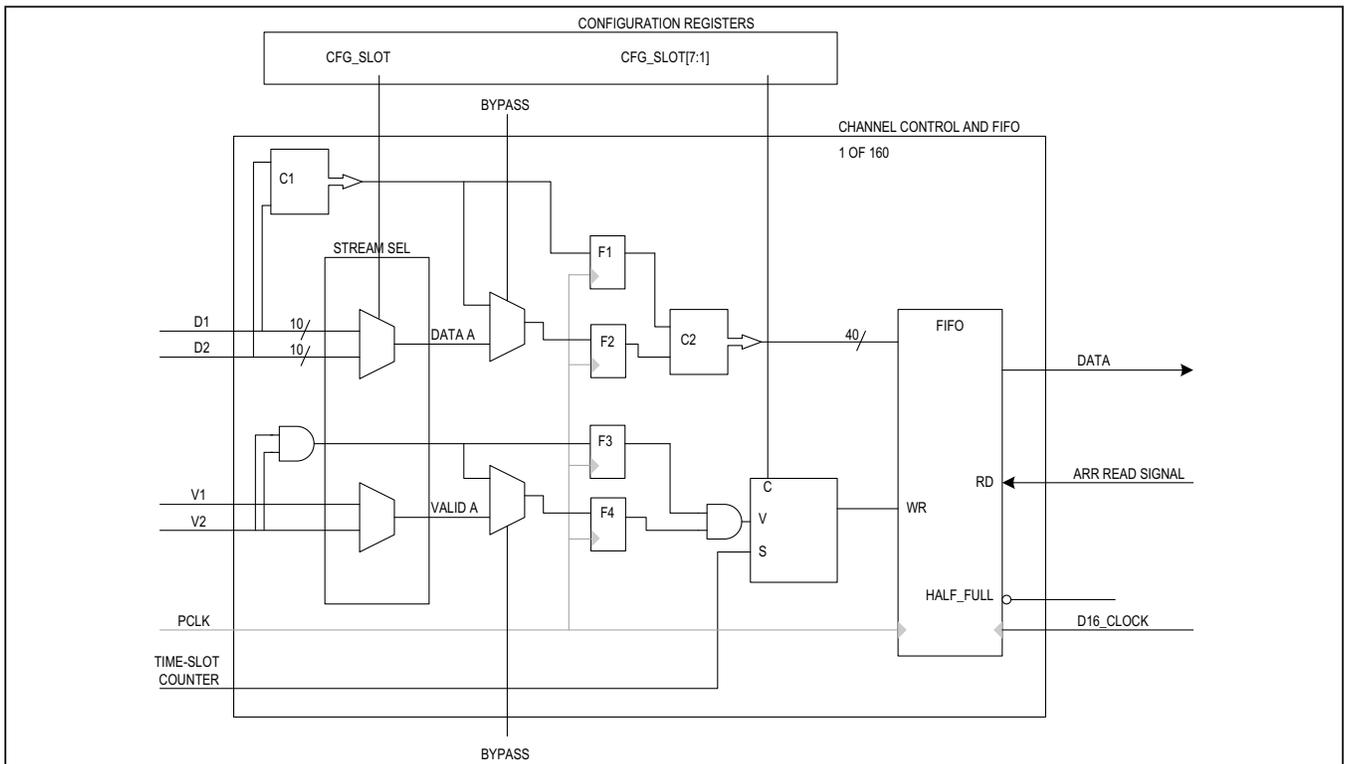 CONFIGURATION REGISTERS
CFG_SLOT
CFG_SLOT[7:1]
BYPASS
CHANNEL CONTROL AND FIFO
1 OF 160
C1
STREAM SEL
F1
D1
10
DATA A
F2
C2
40
FIFO
D2
10
DATA
F3
V1
VALID A
F4
C
V
S
WR
RD
ARR READ SIGNAL
V2
HALF_FULL
PCLK
D16_CLOCK
TIME-SLOT
COUNTER
BYPASS